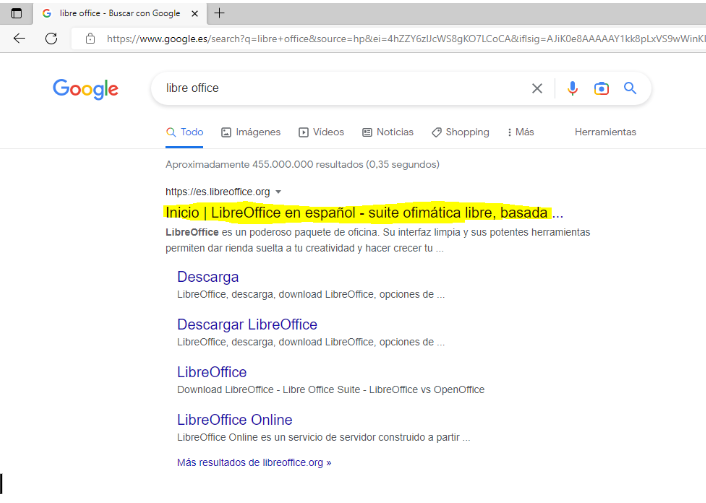 libre office - Buscar con Google
https://www.google.es/search?q=libre+office&source=hp&ei=4hZZY6zlJcWS8gKO7LCoCA&iflsig=AJiK0e8AAAAAY1kk8pLxVS9wWinKl
Google
libre office
Todo Imágenes Vídeos Noticias Shopping Más Herramientas
Aproximadamente 455.000.000 resultados (0,35 segundos)
https://es.libreoffice.org
Inicio | LibreOffice en español - suite ofimática libre, basada ...
LibreOffice es un poderoso paquete de oficina. Su interfaz limpia y sus potentes herramientas
permiten dar rienda suelta a tu creatividad y hacer crecer tu ...
Descarga
LibreOffice, descarga, download LibreOffice, opciones de ...
Descargar LibreOffice
LibreOffice, descarga, download LibreOffice, opciones de ...
LibreOffice
Download LibreOffice - Libre Office Suite - LibreOffice vs OpenOffice
LibreOffice Online
LibreOffice Online es un servicio de servidor construido a partir ...
Más resultados de libreoffice.org »